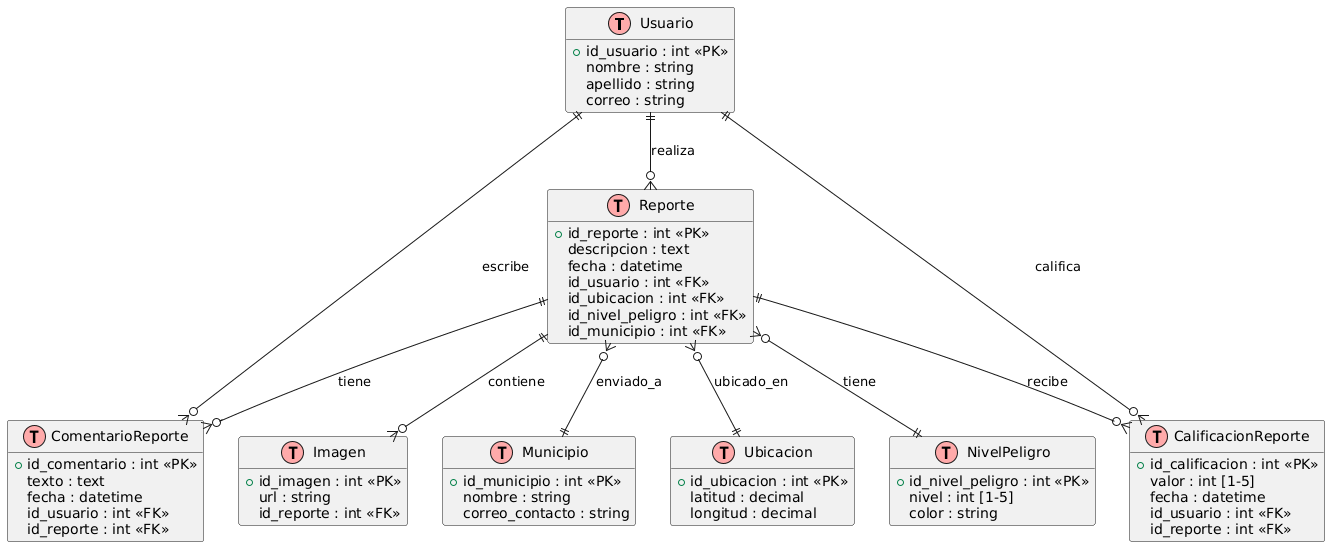 T Usuario
id_usuario : int «PK»
nombre : string
apellido : string
correo : string
realiza
T Reporte
id_reporte : int «PK»
descripcion : text
fecha : datetime
id_usuario : int «FK»
id_ubicacion : int «FK»
id_nivel_peligro : int «FK»
id_municipio : int «FK»
escribe
califica
tiene
contiene
enviado_a
ubicado_en
tiene
recibe
T ComentarioReporte
id_comentario : int «PK»
texto : text
fecha : datetime
id_usuario : int «FK»
id_reporte : int «FK»
T Imagen
id_imagen : int «PK»
url : string
id_reporte : int «FK»
T Municipio
id_municipio : int «PK»
nombre : string
correo_contacto : string
T Ubicacion
id_ubicacion : int «PK»
latitud : decimal
longitud : decimal
T NivelPeligro
id_nivel_peligro : int «PK»
nivel : int [1-5]
color : string
T CalificacionReporte
id_calificacion : int «PK»
valor : int [1-5]
fecha : datetime
id_usuario : int «FK»
id_reporte : int «FK»